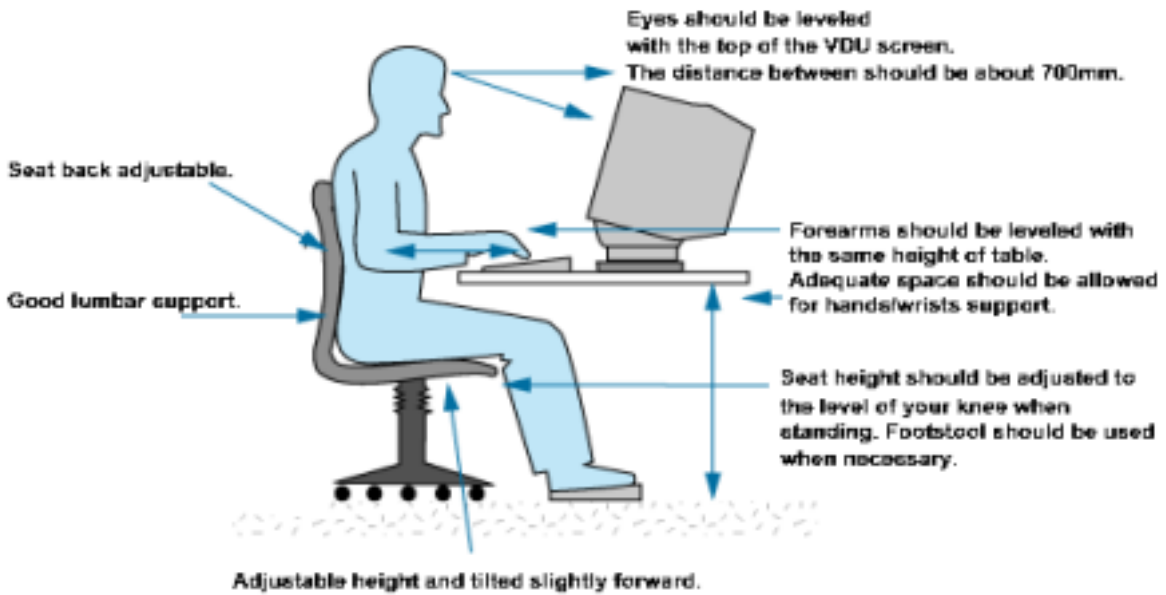 Eyes should be leveled
with the top of the VDU screen.
The distance between should be about 700mm.
Seat back adjustable.
Forearms should be leveled with
the same height of table.
Adequate space should be allowed
for hands/wrists support.
Good lumbar support.
Seat height should be adjusted to
the level of your knee when
standing. Footstool should be used
when necessary.
Adjustable height and tilted slightly forward.